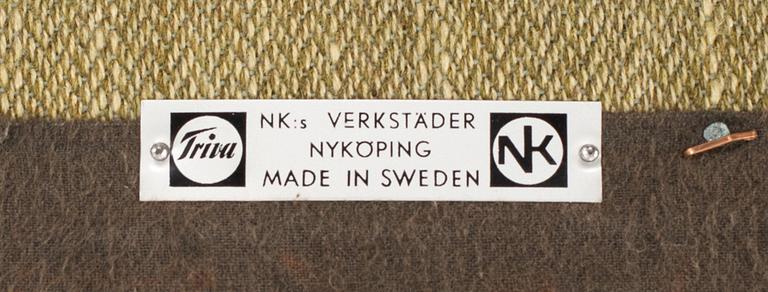 Triva
NK:s VERKSTÄDER
NYKÖPING
MADE IN SWEDEN
NK